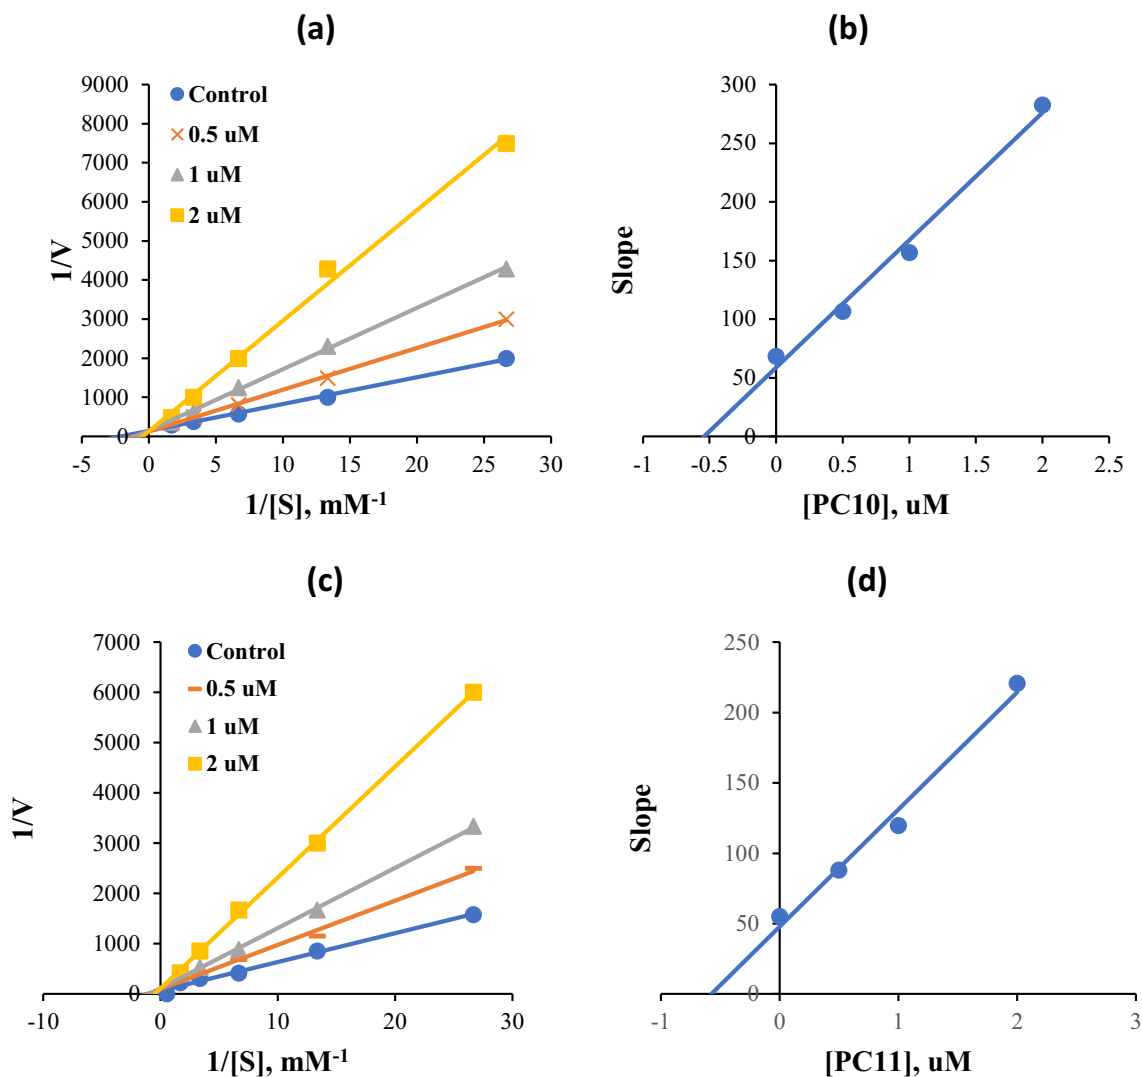 (a)
9000
8000
7000
6000
5000
4000
3000
2000
1000
0
-5 0 5 10 15 20 25 30
1/V
1/[S], mM-1
Control
0.5 uM
1 uM
2 uM
(b)
300
250
200
150
100
50
0
-1 -0.5 0 0.5 1 1.5 2 2.5
Slope
[PC10], uM
(c)
7000
6000
5000
4000
3000
2000
1000
0
-10 0 10 20 30
1/V
1/[S], mM-1
Control
0.5 uM
1 uM
2 uM
(d)
250
200
150
100
50
0
-1 0 1 2 3
Slope
[PC11], uM